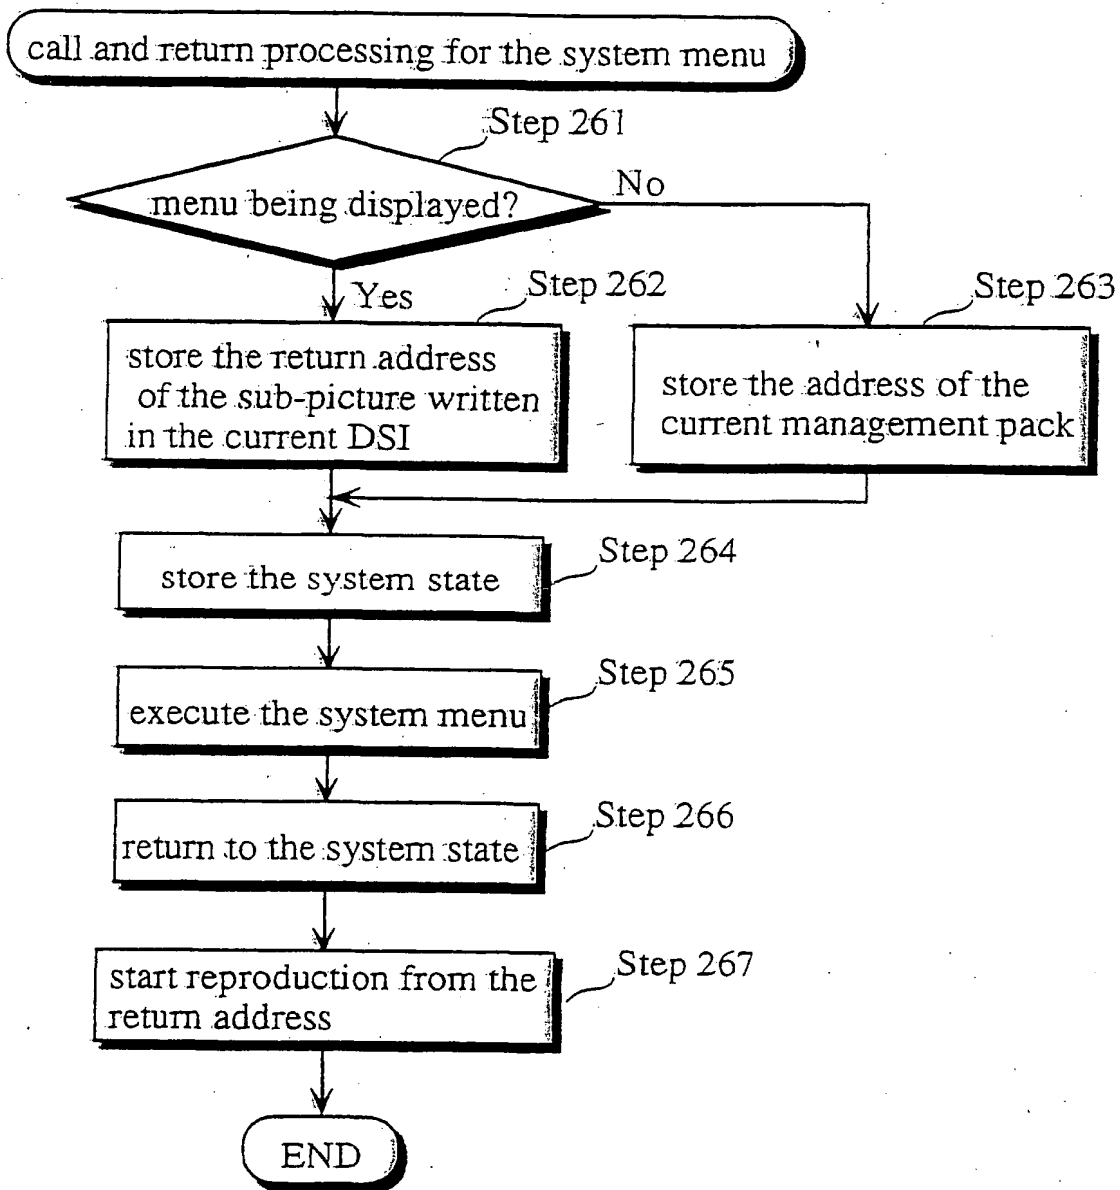 call and return processing for the system menu
Step 261
menu being displayed?
No
Yes
Step 262
Step 263
store the return address
of the sub-picture written
in the current DSI
store the address of the
current management pack
Step 264
store the system state
Step 265
execute the system menu
Step 266
return to the system state
Step 267
start reproduction from the
return address
END